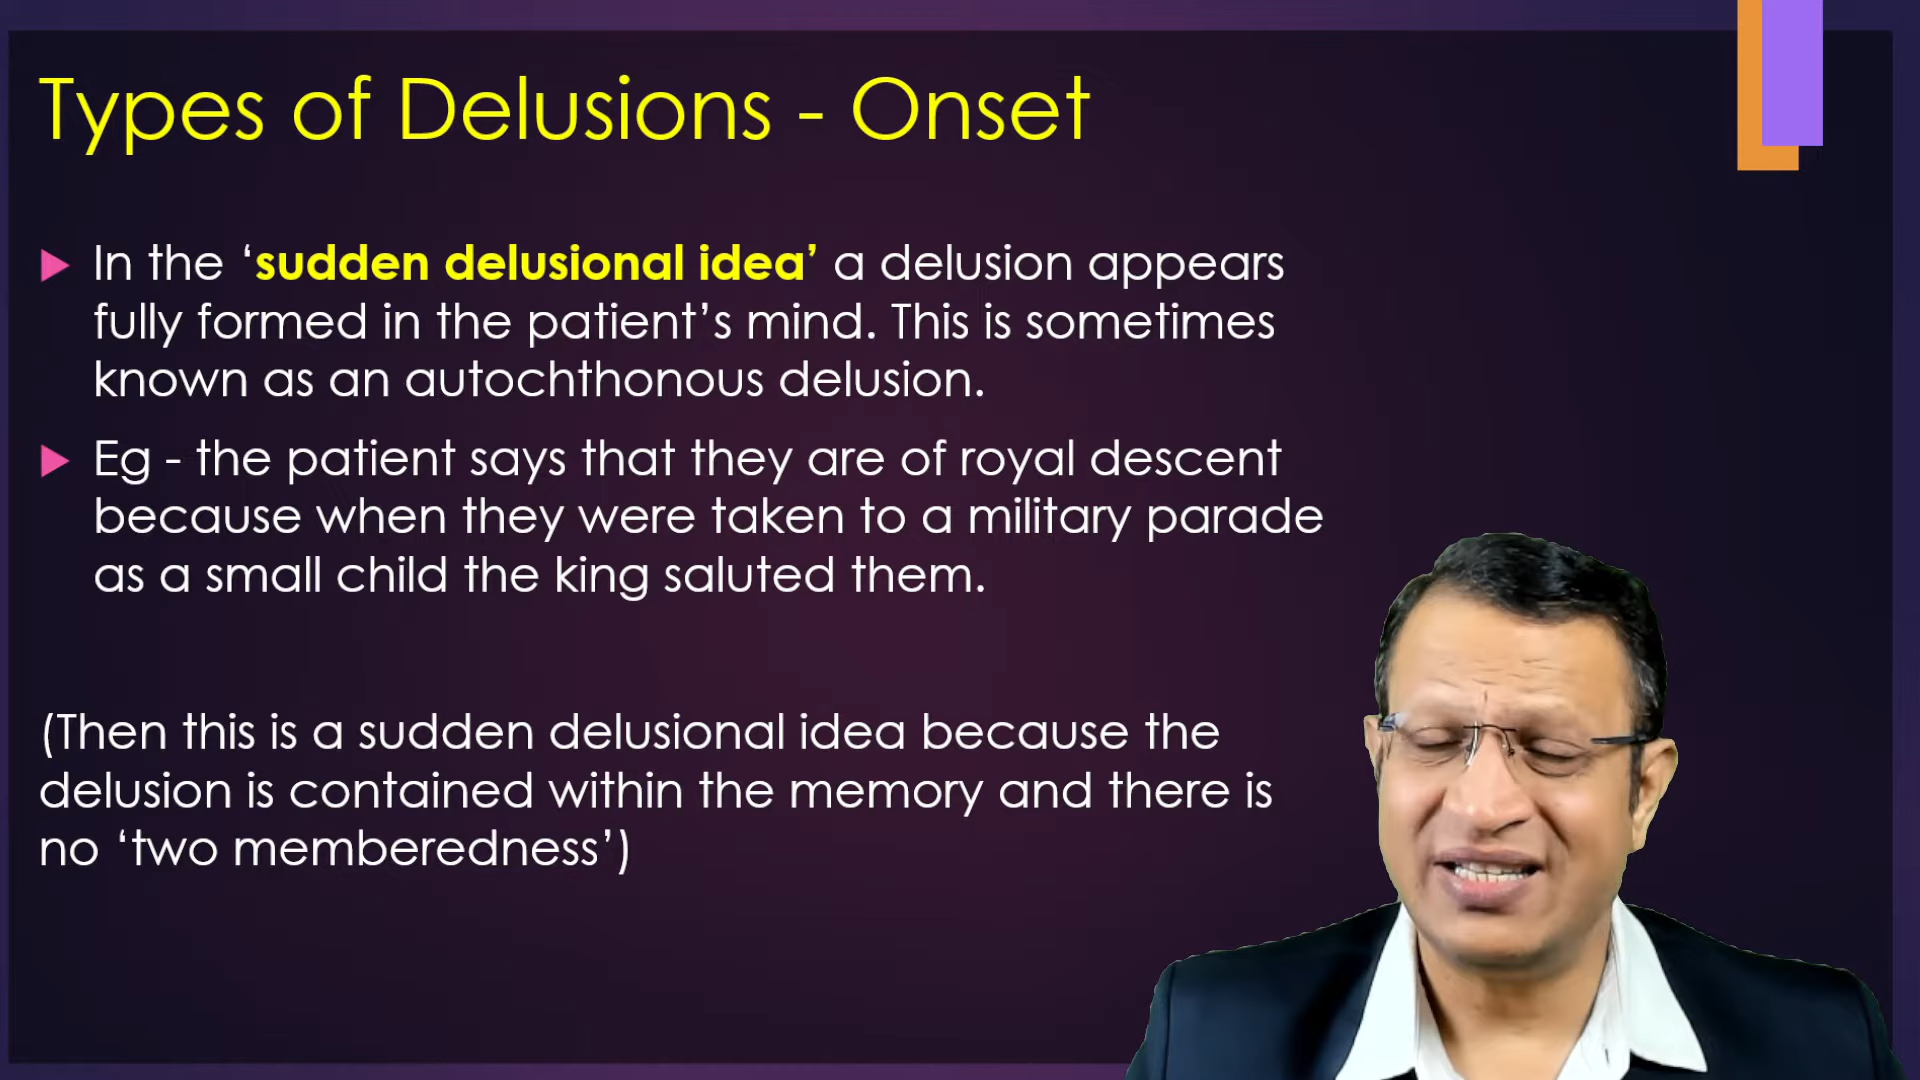 Types of Delusions - Onset
In the ‘sudden delusional idea’ a delusion appears
fully formed in the patient’s mind. This is sometimes
known as an autochthonous delusion.
Eg - the patient says that they are of royal descent
because when they were taken to a military parade
as a small child the king saluted them.
(Then this is a sudden delusional idea because the
delusion is contained within the memory and there is
no ‘two memberedness’)